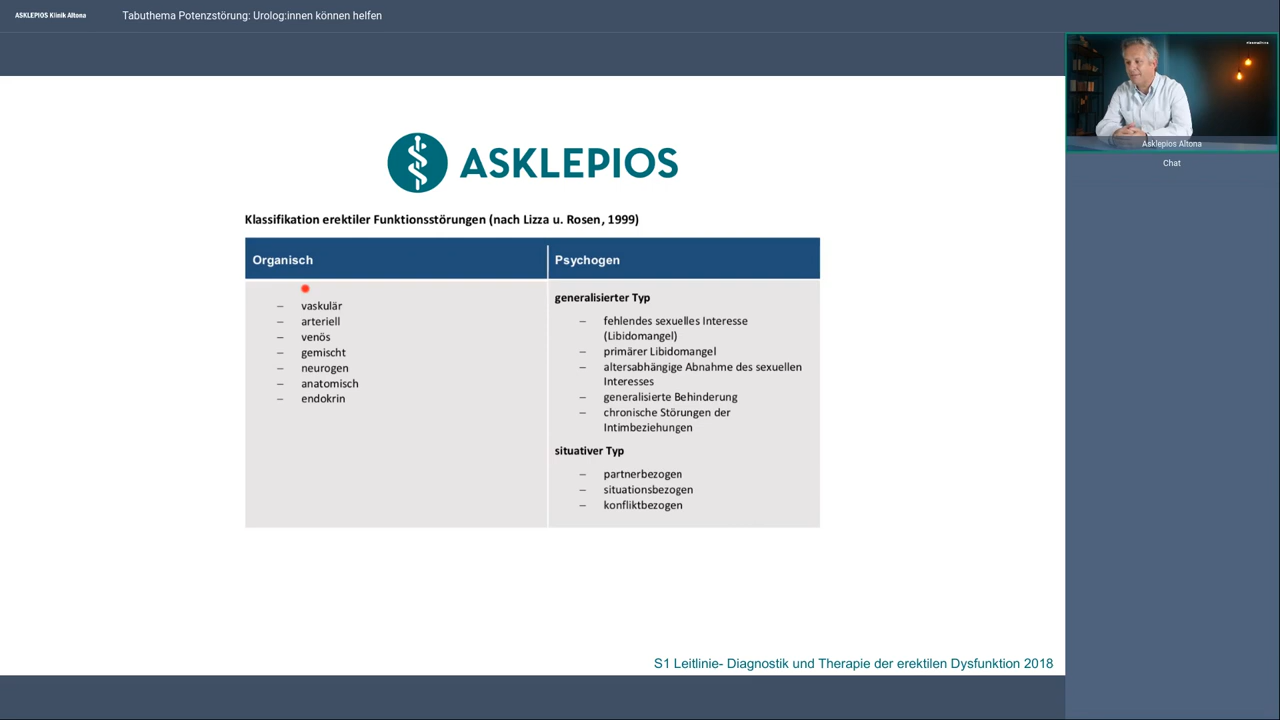 ASKLEPIOS Klinik Altona
Tabuthema Potenzstörung: Urolog:innen können helfen
Asklepios Altona
Chat
ASKLEPIOS
Klassifikation erektiler Funktionsstörungen (nach Lizza u. Rosen, 1999)
Organisch
– vaskulär
– arteriell
– venös
– gemischt
– neurogen
– anatomisch
– endokrin
Psychogen
generalisierter Typ
– fehlendes sexuelles Interesse
(Libidomangel)
– primärer Libidomangel
– altersabhängige Abnahme des sexuellen
Interesses
– generalisierte Behinderung
– chronische Störungen der
Intimbeziehungen
situativer Typ
– partnerbezogen
– situationsbezogen
– konfliktbezogen
S1 Leitlinie- Diagnostik und Therapie der erektilen Dysfunktion 2018